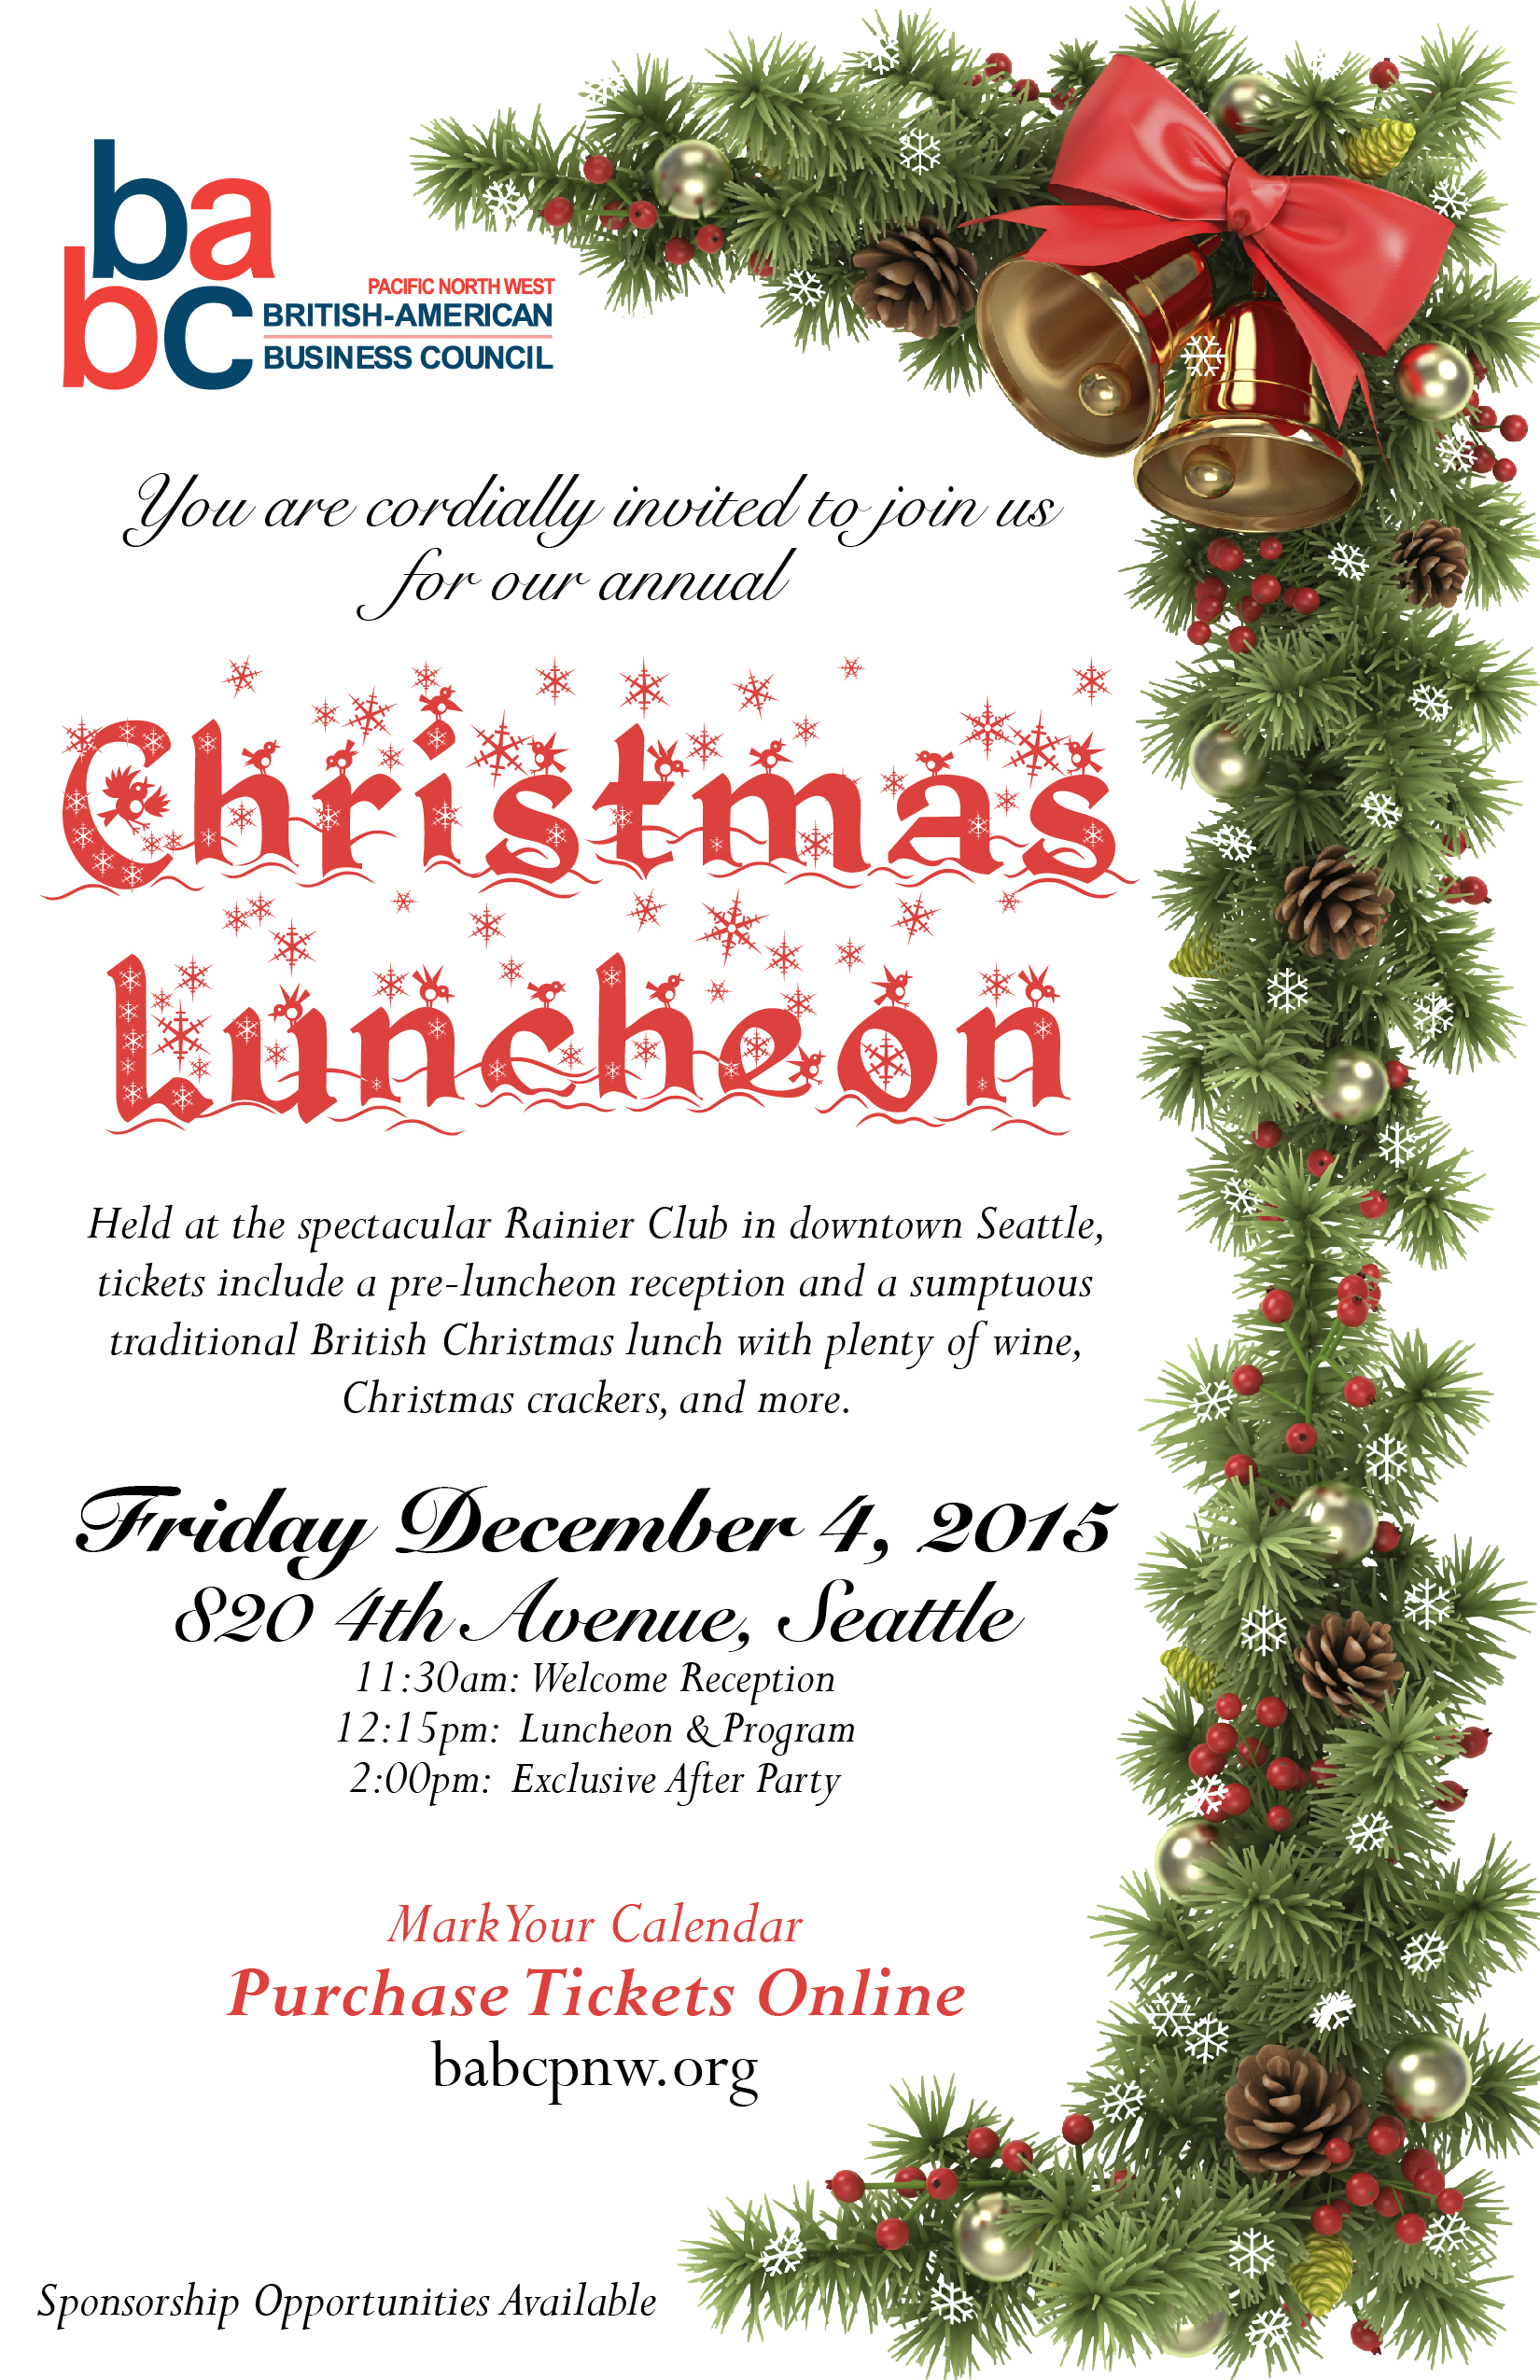 babc
PACIFIC NORTH WEST
BRITISH-AMERICAN
BUSINESS COUNCIL
You are cordially invited to join us
for our annual
Christmas
Luncheon
Held at the spectacular Rainier Club in downtown Seattle,
tickets include a pre-luncheon reception and a sumptuous
traditional British Christmas lunch with plenty of wine,
Christmas crackers, and more.
Friday December 4, 2015
820 4th Avenue, Seattle
11:30am: Welcome Reception
12:15pm: Luncheon & Program
2:00pm: Exclusive After Party
Mark Your Calendar
Purchase Tickets Online
babcpnw.org
Sponsorship Opportunities Available